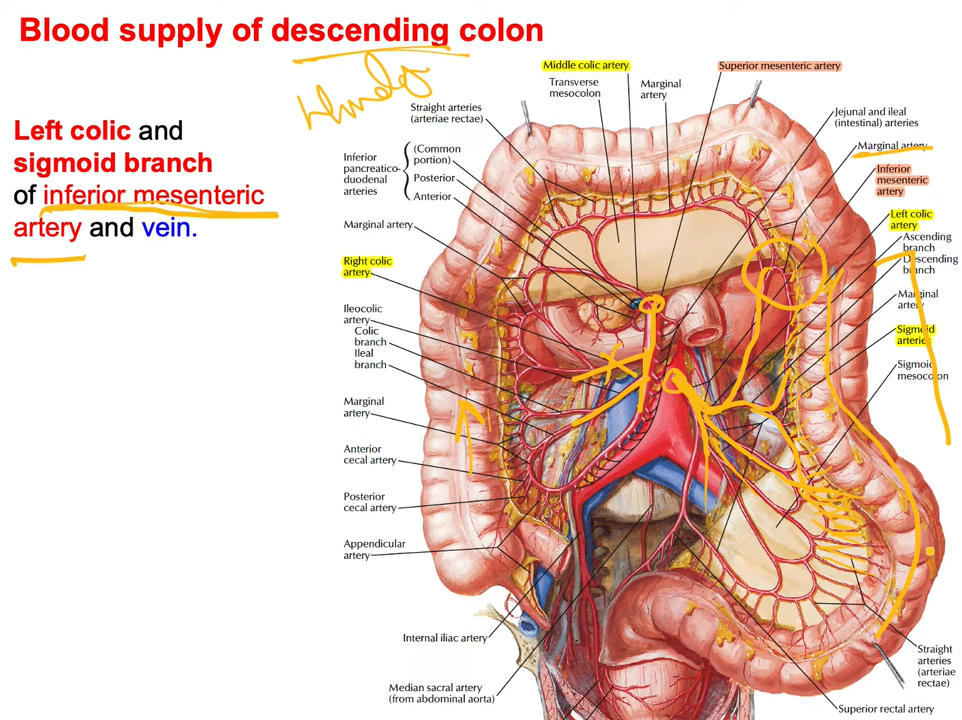 Blood supply of descending colon
Left colic and
sigmoid branch
of inferior mesenteric
artery and vein.
Middle colic artery
Transverse
mesocolon
Marginal
artery
Superior mesenteric artery
Straight arteries
(arteriae rectae)
Jejunal and ileal
(intestinal) arteries
Marginal artery
Inferior
pancreatico-
duodenal
arteries
(Common
portion)
Posterior
Anterior
Inferior
mesenteric
artery
Marginal artery
Left colic
artery
Ascending
branch
Descending
branch
Right colic
artery
Marginal
artery
Ileocolic
artery
Colic
branch
Ileal
branch
Sigmoid
arteries
Sigmoid
mesocolon
Marginal
artery
Anterior
cecal artery
Posterior
cecal artery
Appendicular
artery
Internal iliac artery
Median sacral artery
(from abdominal aorta)
Straight
arteries
(arteriae
rectae)
Superior rectal artery